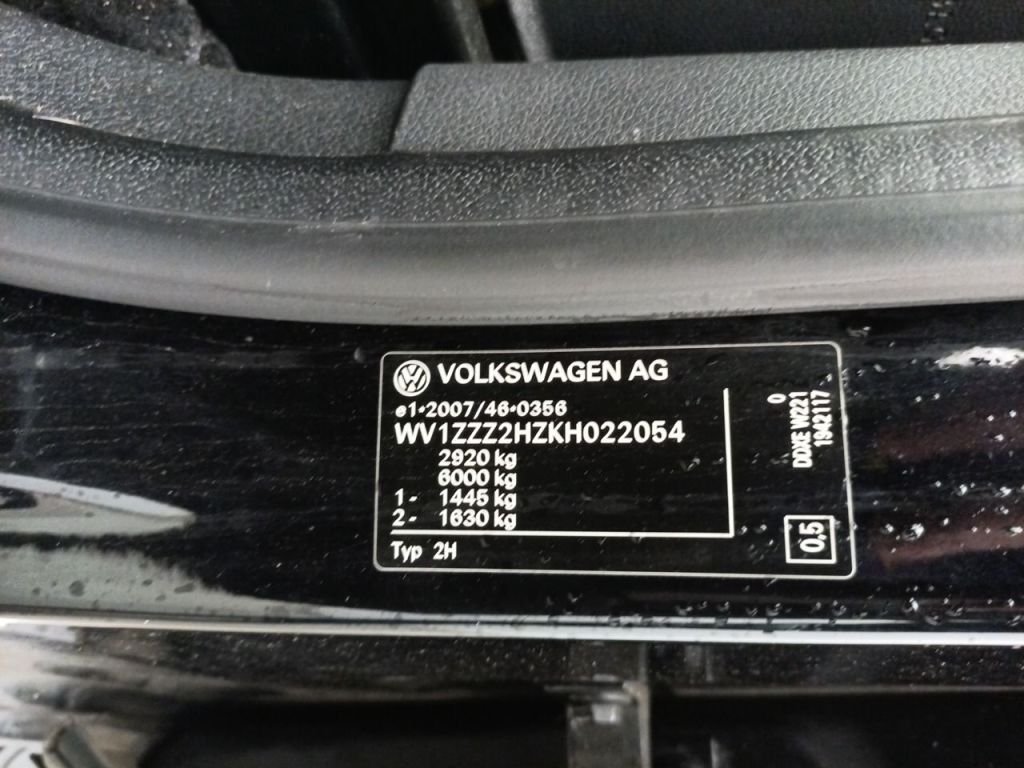 VOLKSWAGEN AG
e1*2007/46*0356
WV1ZZZ2HZKH022054
2920 kg
6000 kg
1- 1445 kg
2- 1630 kg
Typ 2H
0
DDXE W221
1942117
0,5